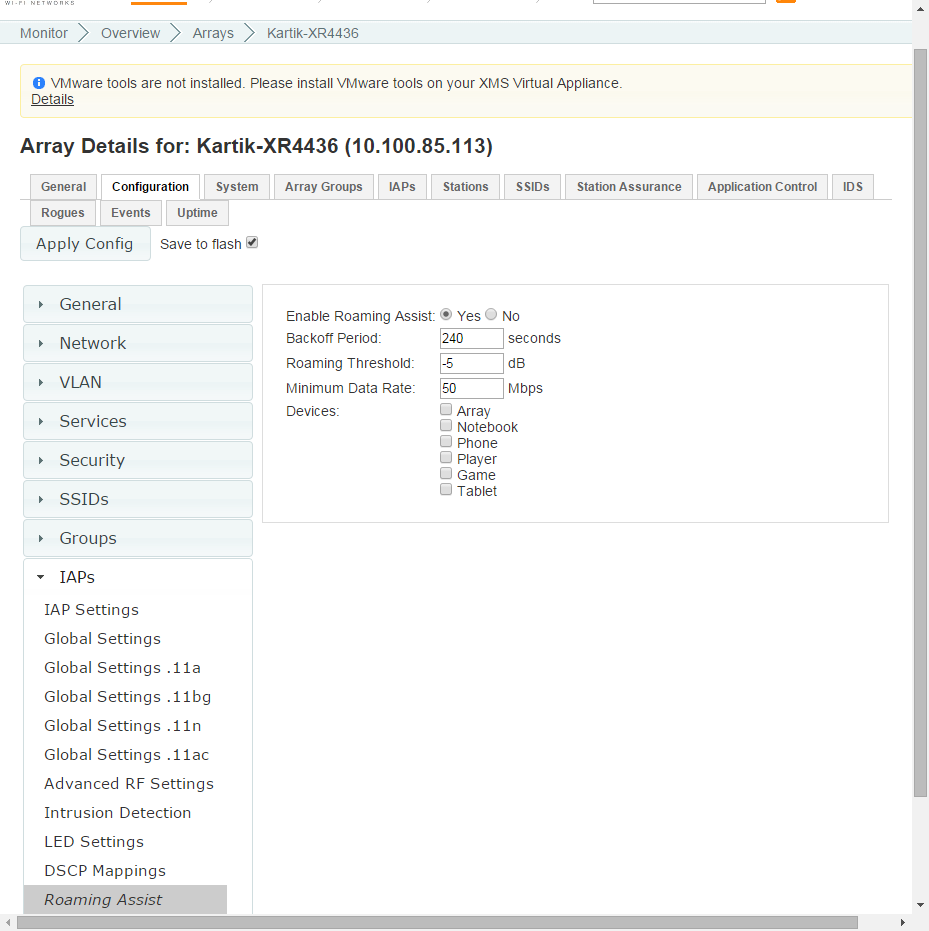 WI-FI NETWORKS
Monitor Overview Arrays Kartik-XR4436
VMware tools are not installed. Please install VMware tools on your XMS Virtual Appliance.
Details
Array Details for: Kartik-XR4436 (10.100.85.113)
General Configuration System Array Groups IAPs Stations SSIDs Station Assurance Application Control IDS
Rogues Events Uptime
Apply Config Save to flash
General
Network
VLAN
Services
Security
SSIDs
Groups
IAPs
IAP Settings
Global Settings
Global Settings .11a
Global Settings .11bg
Global Settings .11n
Global Settings .11ac
Advanced RF Settings
Intrusion Detection
LED Settings
DSCP Mappings
Roaming Assist
Enable Roaming Assist: Yes No
Backoff Period: 240 seconds
Roaming Threshold: -5 dB
Minimum Data Rate: 50 Mbps
Devices: Array
Notebook
Phone
Player
Game
Tablet